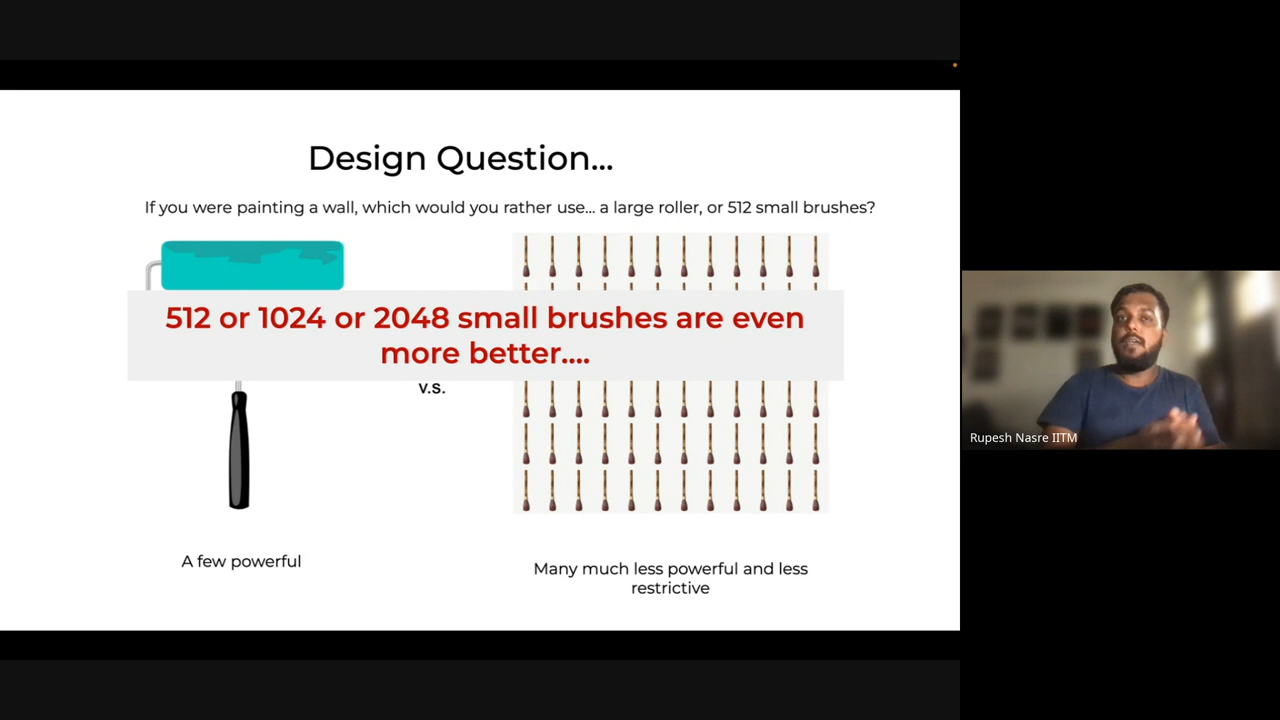 Design Question...
If you were painting a wall, which would you rather use... a large roller, or 512 small brushes?
512 or 1024 or 2048 small brushes are even
more better....
v.s.
A few powerful
Many much less powerful and less
restrictive
Rupesh Nasre IITM